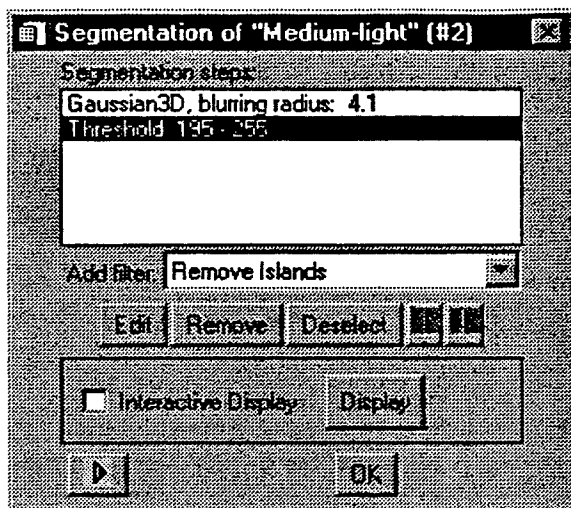 Segmentation of "Medium-light" (#2)
Segmentation steps:
Gaussian3D, blurring radius: 4.1
Threshold 195 - 255
Add filter: Remove Islands
Edit Remove Deselect
Interactive Display Display
OK